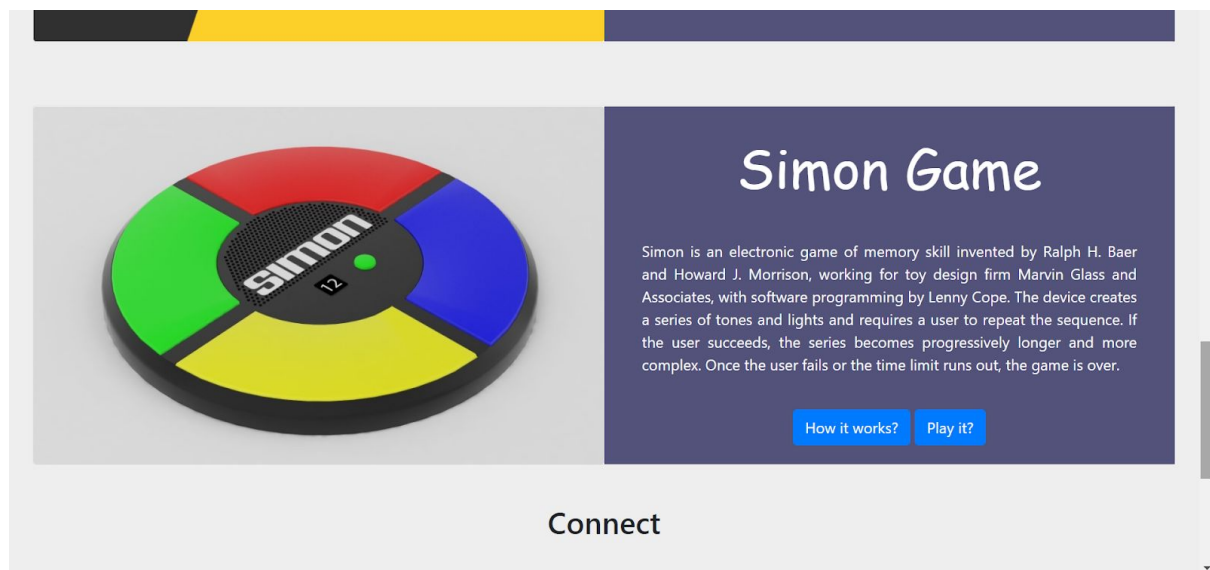 simon
12
Simon Game
Simon is an electronic game of memory skill invented by Ralph H. Baer
and Howard J. Morrison, working for toy design firm Marvin Glass and
Associates, with software programming by Lenny Cope. The device creates
a series of tones and lights and requires a user to repeat the sequence. If
the user succeeds, the series becomes progressively longer and more
complex. Once the user fails or the time limit runs out, the game is over.
How it works? Play it?
Connect